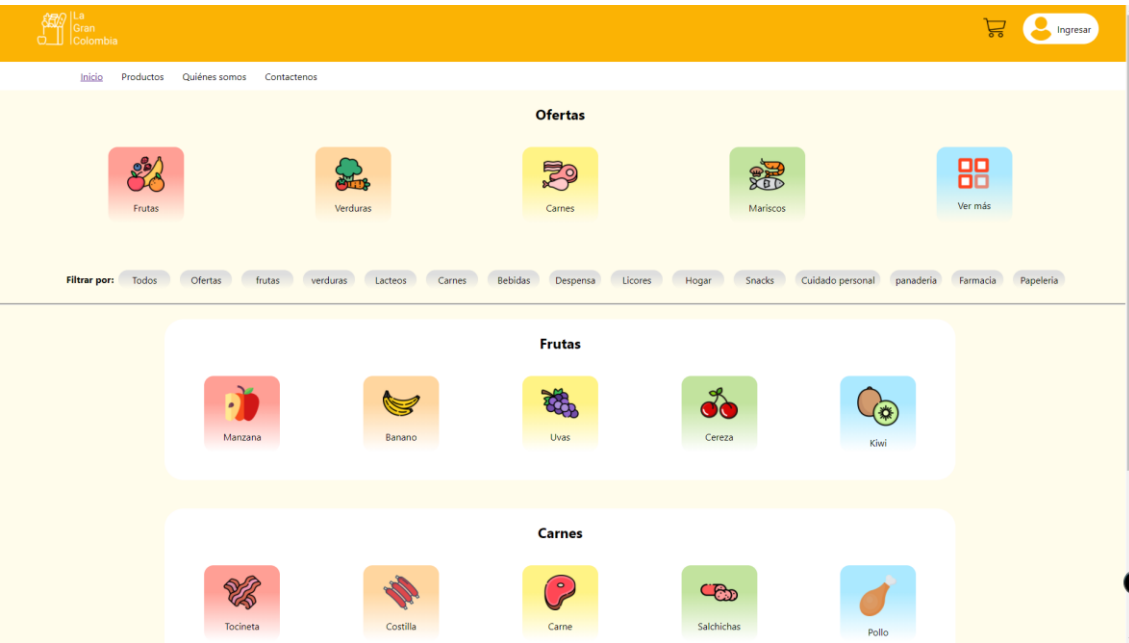 La
Gran
Colombia
Ingresar
Inicio Productos Quiénes somos Contactenos
Ofertas
Frutas Verduras Carnes Mariscos Ver más
Filtrar por: Todos Ofertas frutas verduras Lacteos Carnes Bebidas Despensa Licores Hogar Snacks Cuidado personal panaderia Farmacia Papeleria
Frutas
Manzana Banano Uvas Cereza Kiwi
Carnes
Tocineta Costilla Carne Salchichas Pollo